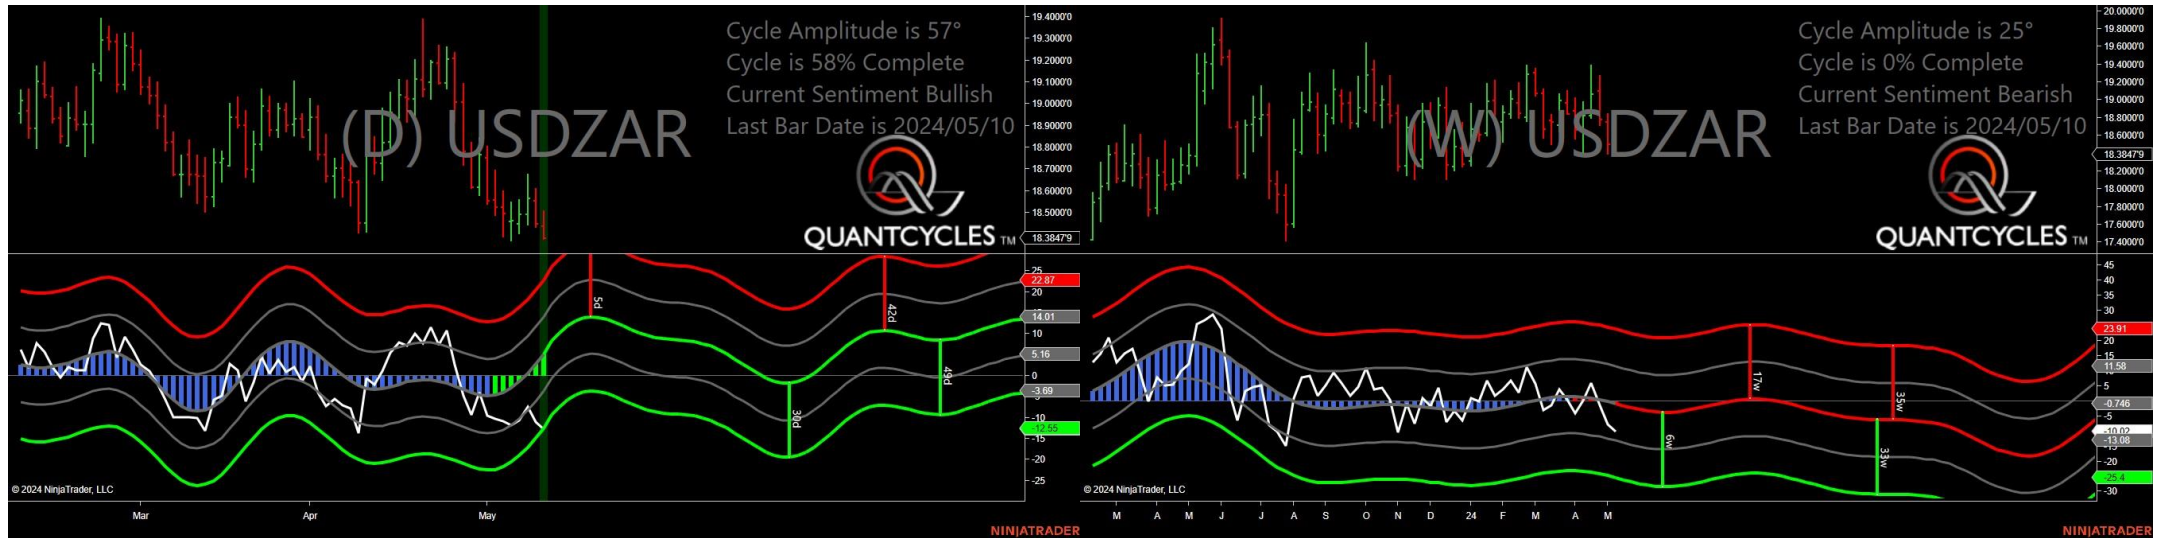 Cycle Amplitude is 57°
Cycle is 58% Complete
Current Sentiment Bullish
Last Bar Date is 2024/05/10
(D) USDZAR
QUANTCYCLES TM
19.4000'0
19.3000'0
19.2000'0
19.1000'0
19.0000'0
18.9000'0
18.8000'0
18.7000'0
18.6000'0
18.5000'0
18.3847'9
25
22.87
20
14.01
10
5.16
0
-3.69
-10
-12.55
-15
-20
-25
5d
42d
30d
49d
© 2024 NinjaTrader, LLC
Mar
Apr
May
NINJATRADER
Cycle Amplitude is 25°
Cycle is 0% Complete
Current Sentiment Bearish
Last Bar Date is 2024/05/10
(W) USDZAR
QUANTCYCLES TM
20.0000'0
19.8000'0
19.6000'0
19.4000'0
19.2000'0
19.0000'0
18.8000'0
18.6000'0
18.3847'9
18.2000'0
18.0000'0
17.8000'0
17.6000'0
17.4000'0
45
35
30
23.91
20
15
11.58
5
-0.746
-5
-10.02
-13.08
-20
-25.4
-30
17w
35w
6w
33w
© 2024 NinjaTrader, LLC
M A M J J A S O N D 24 F M A M
NINJATRADER